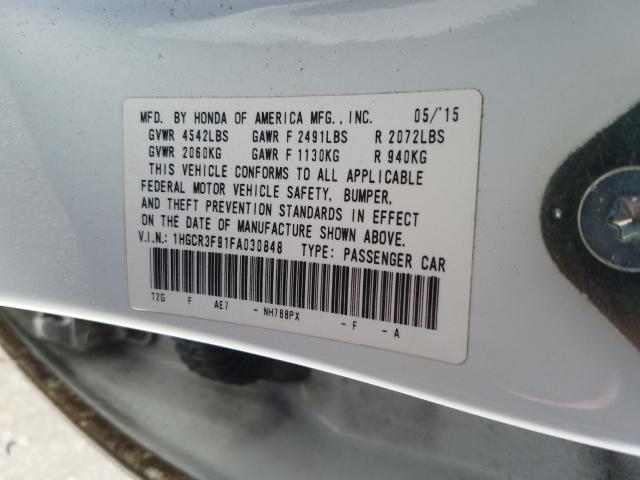 MFD. BY HONDA OF AMERICA MFG., INC. 05/'15
GVWR 4542LBS GAWR F 2491LBS R 2072LBS
GVWR 2060KG GAWR F 1130KG R 940KG
THIS VEHICLE CONFORMS TO ALL APPLICABLE
FEDERAL MOTOR VEHICLE SAFETY, BUMPER,
AND THEFT PREVENTION STANDARDS IN EFFECT
ON THE DATE OF MANUFACTURE SHOWN ABOVE.
V.I.N.: 1HGCR3F91FA030848 TYPE: PASSENGER CAR
T2G F AE7 - NH788PX - F - A